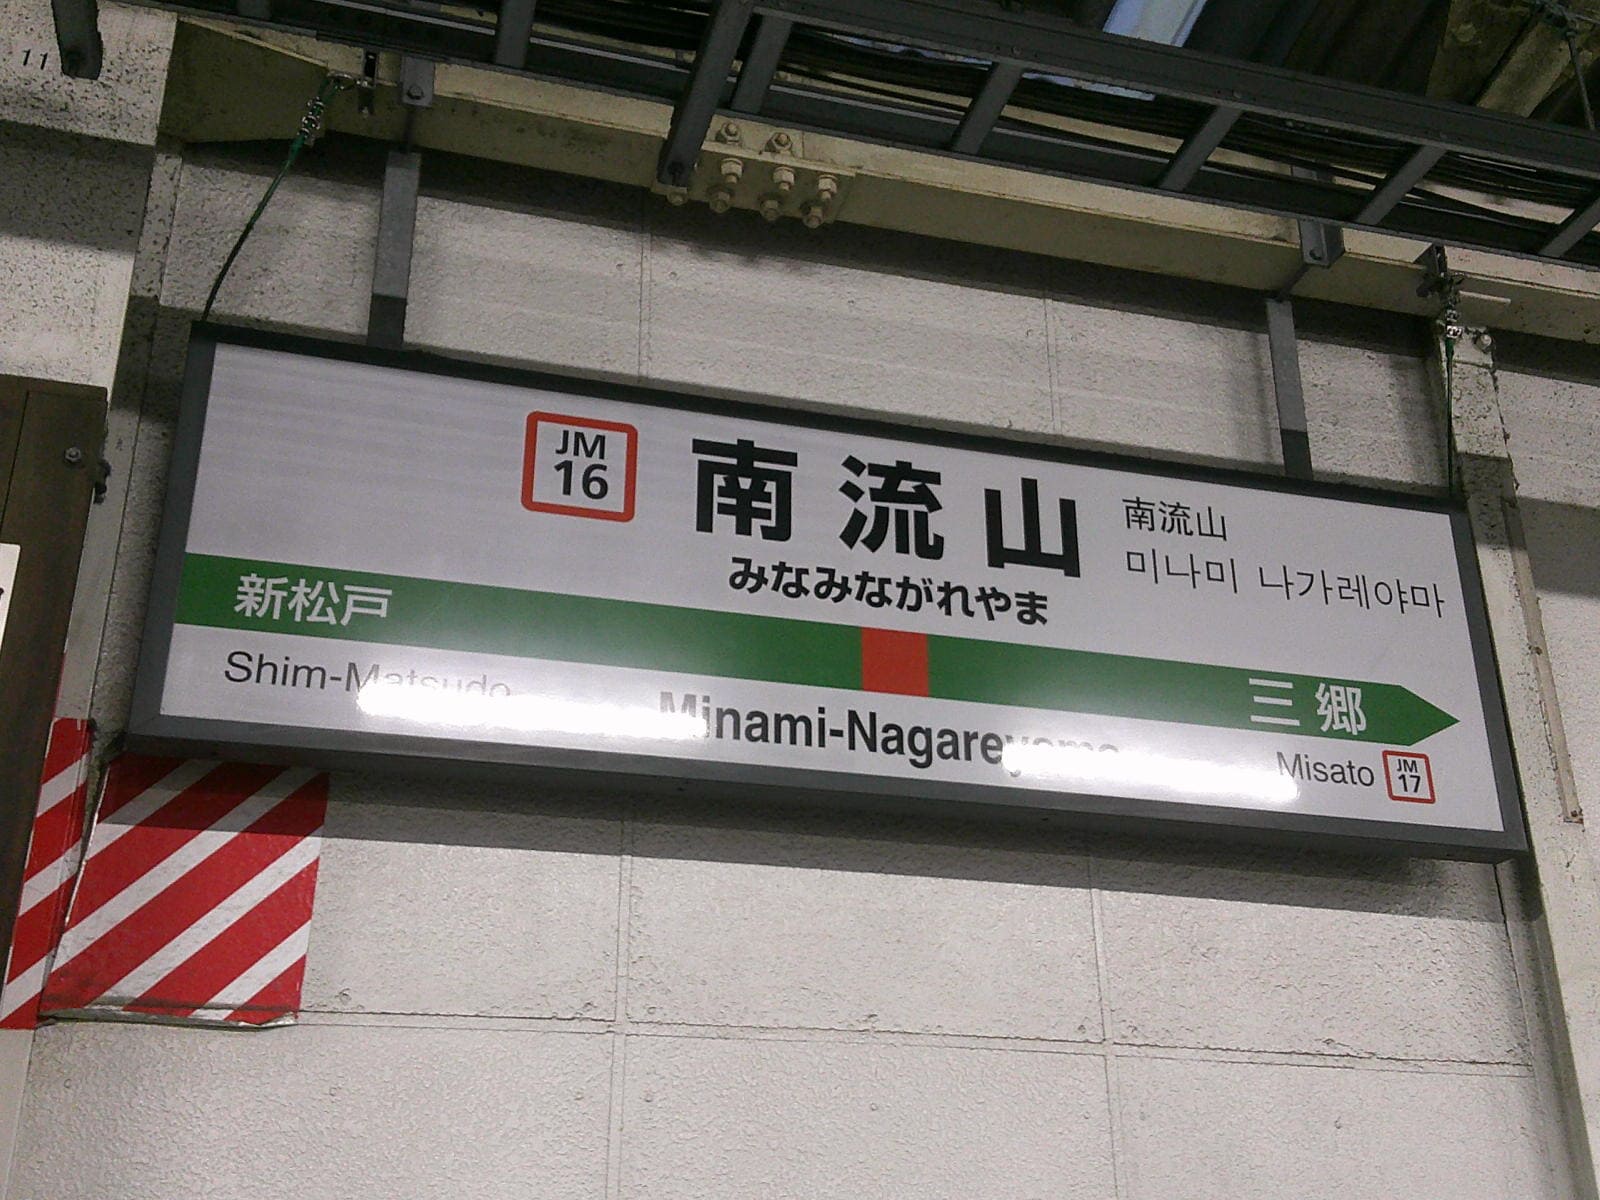 11
JM
16
南流山
みなみながれやま
南流山
미나미 나가레야마
新松戸
三郷
Shim-Matsudo
Minami-Nagareyama
Misato
JM
17